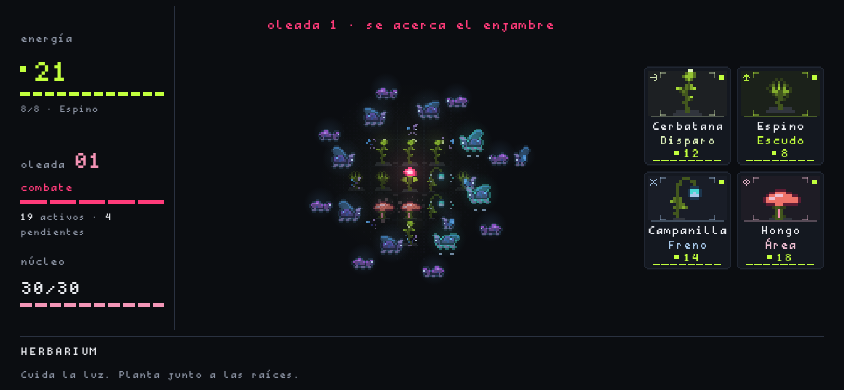 oleada 1 · se acerca el enjambre
energía
21
8/8 · Espino
oleada 01
combate
19 activos · 4
pendientes
núcleo
30/30
Cerbatana
Disparo
12
Espino
Escudo
8
Campanilla
Freno
14
Hongo
Área
18
HERBARIUM
Cuida la luz. Planta junto a las raíces.